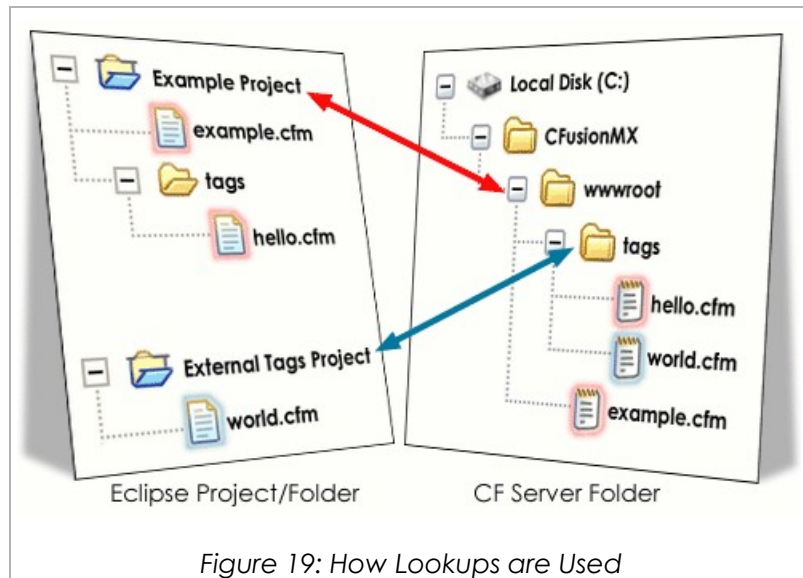 Example Project
example.cfm
tags
hello.cfm
External Tags Project
world.cfm
Eclipse Project/Folder
Local Disk (C:)
CFusionMX
wwwroot
tags
hello.cfm
world.cfm
example.cfm
CF Server Folder
Figure 19: How Lookups are Used